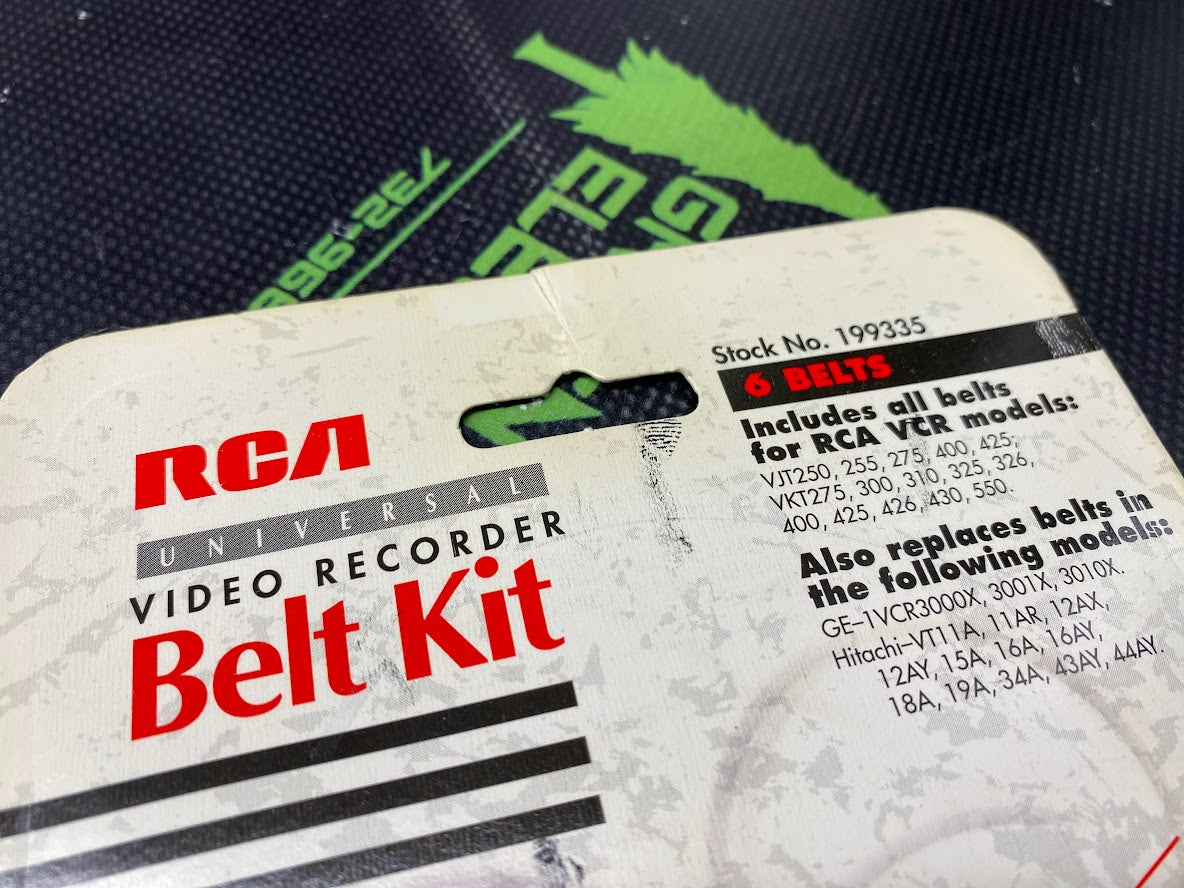 RCA
UNIVERSAL
VIDEO RECORDER
Belt Kit
Stock No. 199335
6 BELTS
Includes all belts
for RCA VCR models:
VJT250, 255, 275, 400, 425;
VKT275, 300, 310, 325, 326,
400, 425, 426, 430, 550.
Also replaces belts in
the following models:
GE–1VCR3000X, 3001X, 3010X.
Hitachi–VT11A, 11AR, 12AX,
12AY, 15A, 16A, 16AY,
18A, 19A, 34A, 43AY, 44AY.